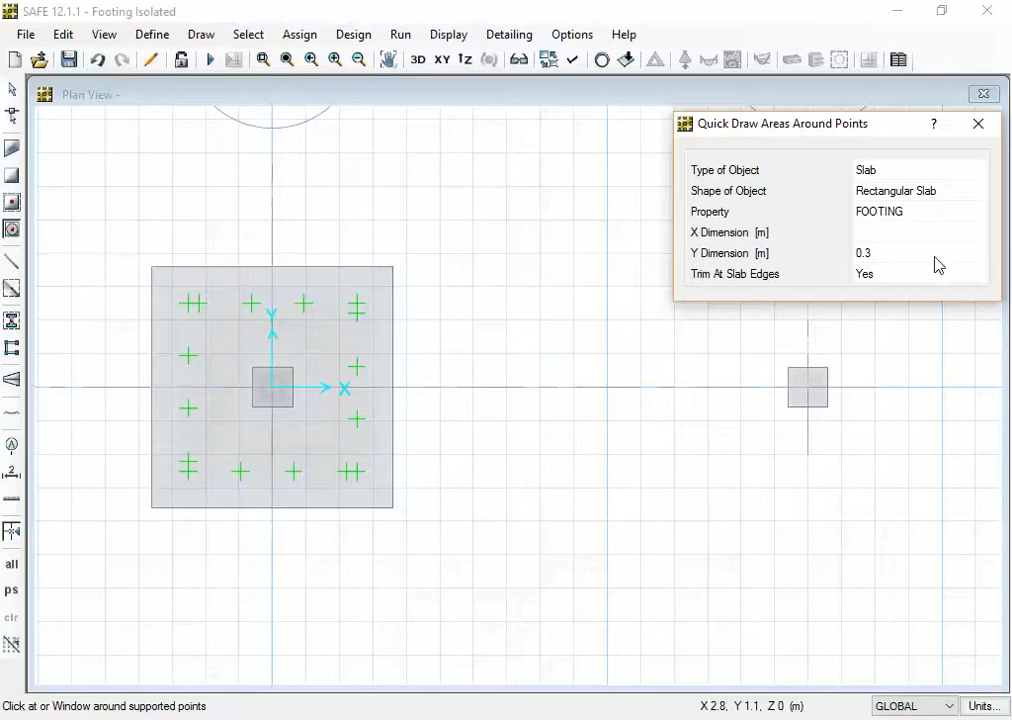 SAFE 12.1.1 - Footing Isolated
File Edit View Define Draw Select Assign Design Run Display Detailing Options Help
3D XY
Plan View -
Quick Draw Areas Around Points ?
Type of Object Slab
Shape of Object Rectangular Slab
Property FOOTING
X Dimension [m]
Y Dimension [m] 0.3
Trim At Slab Edges Yes
Y
X
2
all
ps
clr
Click at or Window around supported points X 2.8, Y 1.1, Z 0 (m) GLOBAL Units...